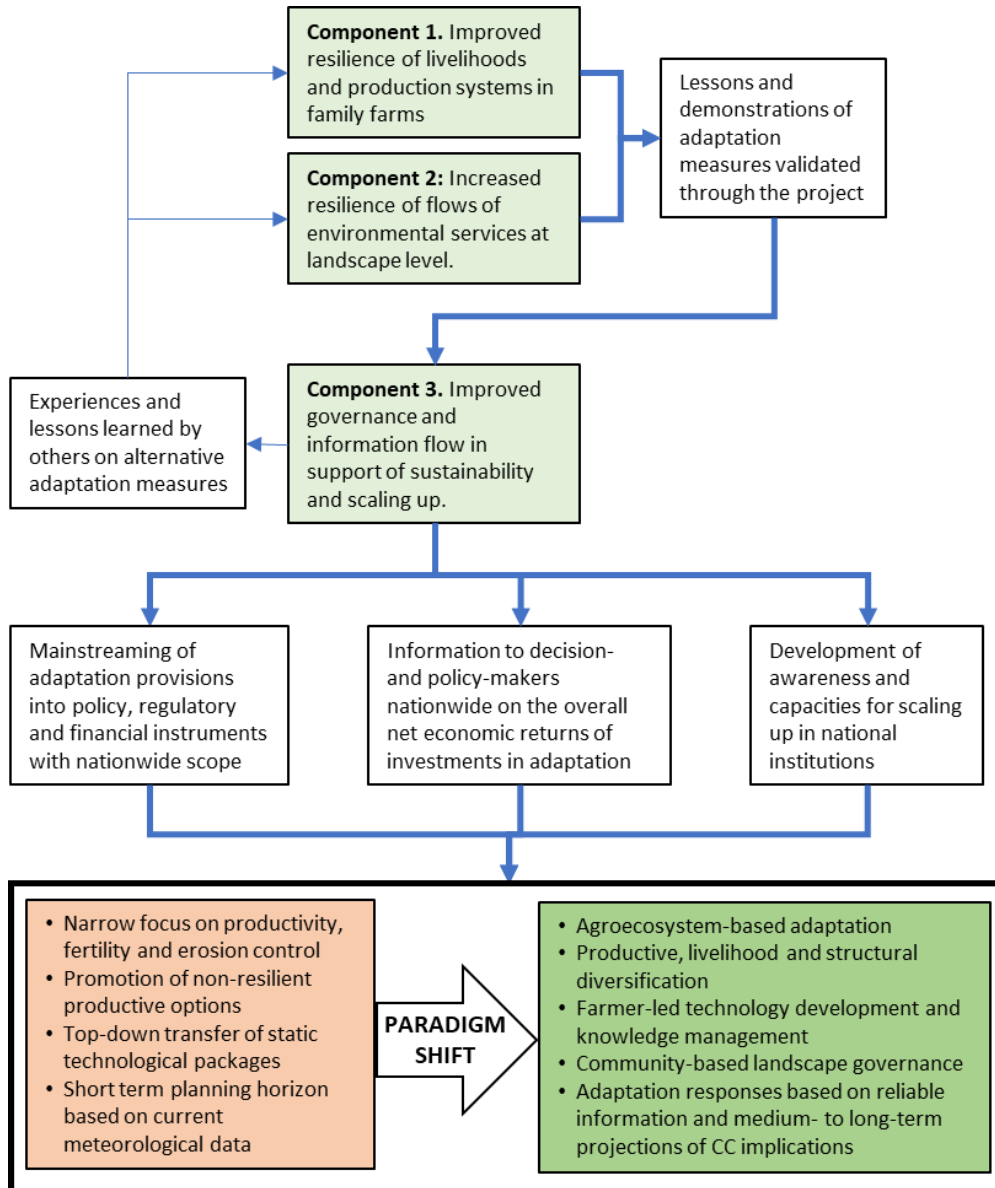 Component 1. Improved
resilience of livelihoods
and production systems in
family farms
Lessons and
demonstrations of
adaptation
measures validated
through the project
Component 2: Increased
resilience of flows of
environmental services at
landscape level.
Experiences and
lessons learned by
others on alternative
adaptation measures
Component 3. Improved
governance and
information flow in
support of sustainability
and scaling up.
Mainstreaming of
adaptation provisions
into policy, regulatory
and financial instruments
with nationwide scope
Information to decision-
and policy-makers
nationwide on the overall
net economic returns of
investments in adaptation
Development of
awareness and
capacities for scaling
up in national
institutions
• Narrow focus on productivity,
fertility and erosion control
• Promotion of non-resilient
productive options
• Top-down transfer of static
technological packages
• Short term planning horizon
based on current
meteorological data
PARADIGM
SHIFT
• Agroecosystem-based adaptation
• Productive, livelihood and structural
diversification
• Farmer-led technology development and
knowledge management
• Community-based landscape governance
• Adaptation responses based on reliable
information and medium- to long-term
projections of CC implications